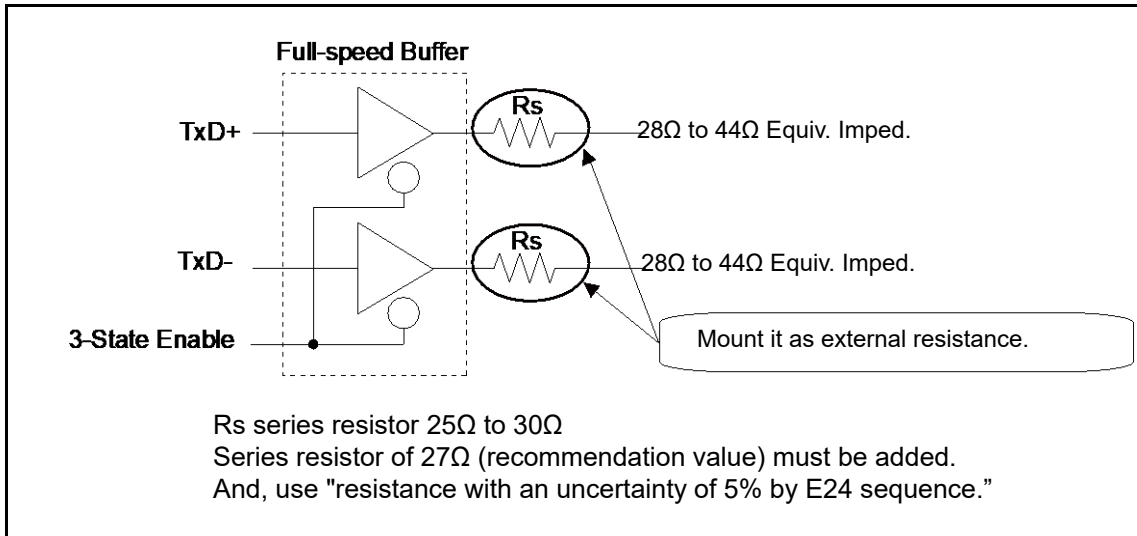 Full-speed Buffer
TxD+
Rs
28Ω to 44Ω Equiv. Imped.
TxD-
Rs
28Ω to 44Ω Equiv. Imped.
3-State Enable
Mount it as external resistance.
Rs series resistor 25Ω to 30Ω
Series resistor of 27Ω (recommendation value) must be added.
And, use "resistance with an uncertainty of 5% by E24 sequence.”